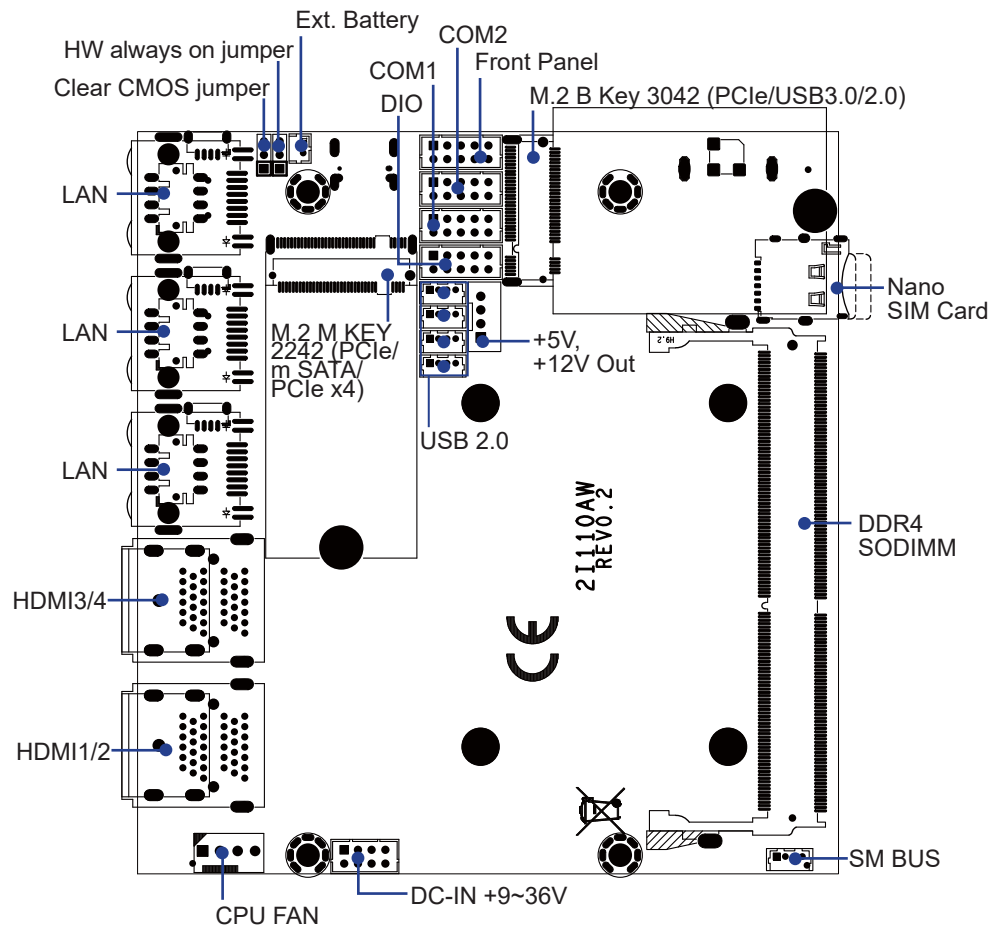 Ext. Battery
HW always on jumper
Clear CMOS jumper
COM2
COM1
Front Panel
DIO
M.2 B Key 3042 (PCIe/USB3.0/2.0)
LAN
LAN
LAN
Nano
SIM Card
M.2 M KEY
2242 (PCIe/
m SATA/
PCIe x4)
+5V,
+12V Out
H9.2
USB 2.0
2I110AW
REV0.2
DDR4
SODIMM
HDMI3/4
HDMI1/2
CE
SM BUS
DC-IN +9~36V
CPU FAN